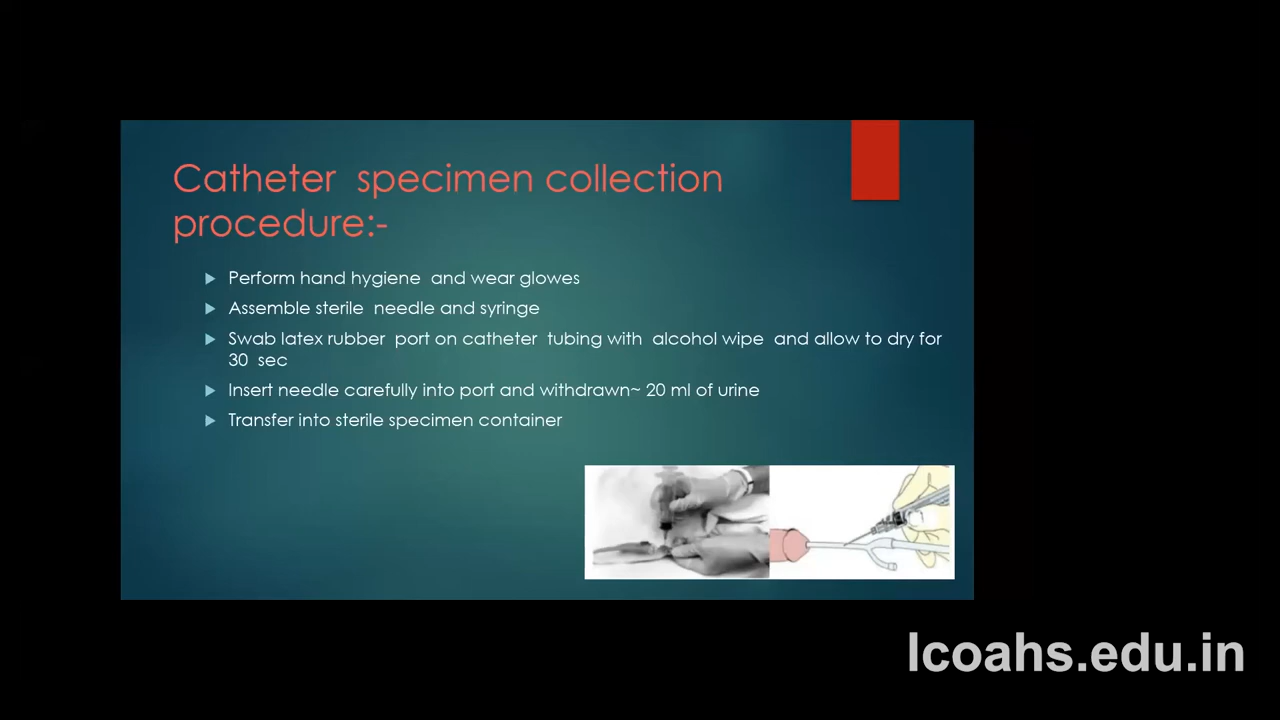 Catheter specimen collection
procedure:-
Perform hand hygiene and wear glowes
Assemble sterile needle and syringe
Swab latex rubber port on catheter tubing with alcohol wipe and allow to dry for
30 sec
Insert needle carefully into port and withdrawn~ 20 ml of urine
Transfer into sterile specimen container
lcoahs.edu.in